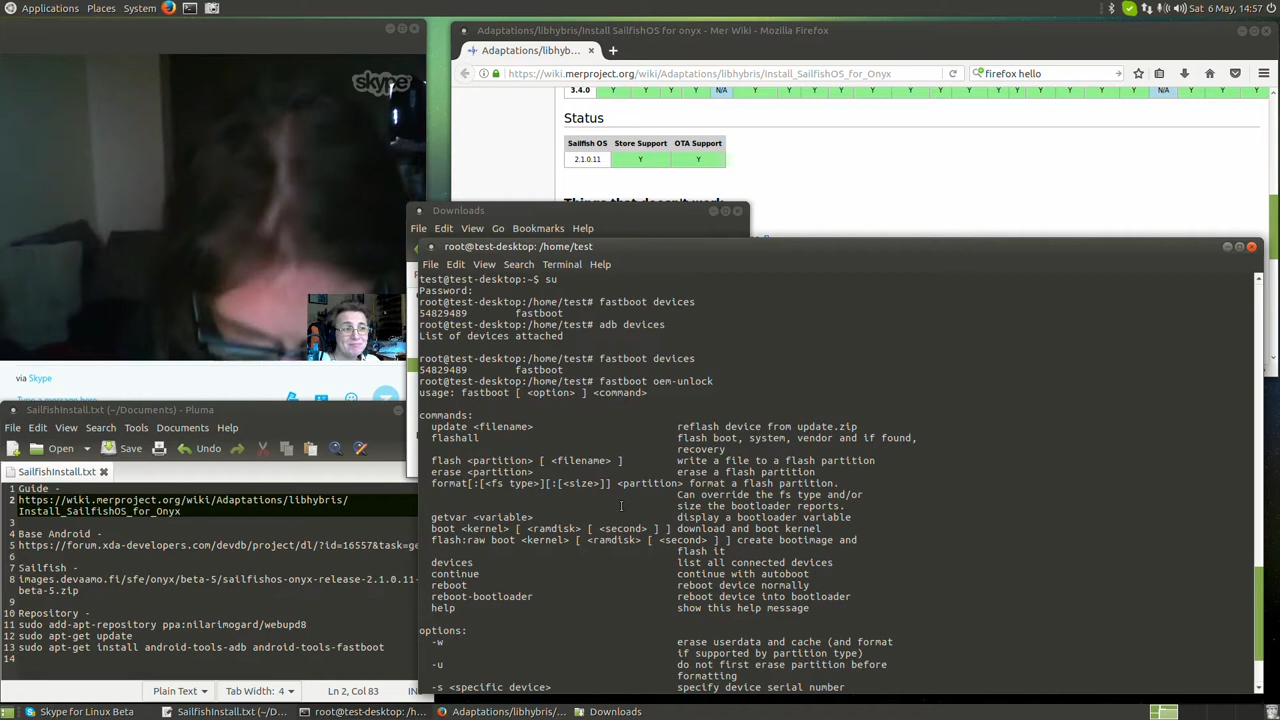 Applications Places System
Sat 6 May, 14:57
skype
via Skype
Type a message here
Adaptations/libhybris/Install SailfishOS for onyx - Mer Wiki - Mozilla Firefox
Adaptations/libhyb...
https://wiki.merproject.org/wiki/Adaptations/libhybris/Install_SailfishOS_for_Onyx
firefox hello
3.4.0 Y Y Y Y N/A Y Y Y Y Y Y Y Y Y Y Y N/A Y Y Y
Status
Sailfish OS Store Support OTA Support
2.1.0.11 Y Y
Things that doesn't work
Downloads
File Edit View Go Bookmarks Help
root@test-desktop: /home/test
File Edit View Search Terminal Help
test@test-desktop:~$ su
Password:
root@test-desktop:/home/test# fastboot devices
54829489 fastboot
root@test-desktop:/home/test# adb devices
List of devices attached
root@test-desktop:/home/test# fastboot devices
54829489 fastboot
root@test-desktop:/home/test# fastboot oem-unlock
usage: fastboot [ <option> ] <command>
commands:
update <filename> reflash device from update.zip
flashall flash boot, system, vendor and if found,
recovery
flash <partition> [ <filename> ] write a file to a flash partition
erase <partition> erase a flash partition
format[:[<fs type>][:[<size>]] <partition> format a flash partition.
Can override the fs type and/or
size the bootloader reports.
getvar <variable> display a bootloader variable
boot <kernel> [ <ramdisk> [ <second> ] ] download and boot kernel
flash:raw boot <kernel> [ <ramdisk> [ <second> ] ] create bootimage and
flash it
devices list all connected devices
continue continue with autoboot
reboot reboot device normally
reboot-bootloader reboot device into bootloader
help show this help message
options:
-w erase userdata and cache (and format
if supported by partition type)
-u do not first erase partition before
formatting
-s <specific device> specify device serial number
SailfishInstall.txt (~/Documents) - Pluma
File Edit View Search Tools Documents Help
Open Save Undo
SailfishInstall.txt
1 Guide -
2 https://wiki.merproject.org/wiki/Adaptations/libhybris/
Install_SailfishOS_for_Onyx
3
4 Base Android -
5 https://forum.xda-developers.com/devdb/project/dl/?id=16557&task=ge
6
7 Sailfish -
8 images.devaamo.fi/sfe/onyx/beta-5/sailfishos-onyx-release-2.1.0.11-
beta-5.zip
9
10 Repository -
11 sudo add-apt-repository ppa:nilarimogard/webupd8
12 sudo apt-get update
13 sudo apt-get install android-tools-adb android-tools-fastboot
14
Plain Text Tab Width: 4 Ln 2, Col 83 IN
Skype for Linux Beta
SailfishInstall.txt (~/D...
root@test-desktop: /h...
Adaptations/libhybris/...
Downloads